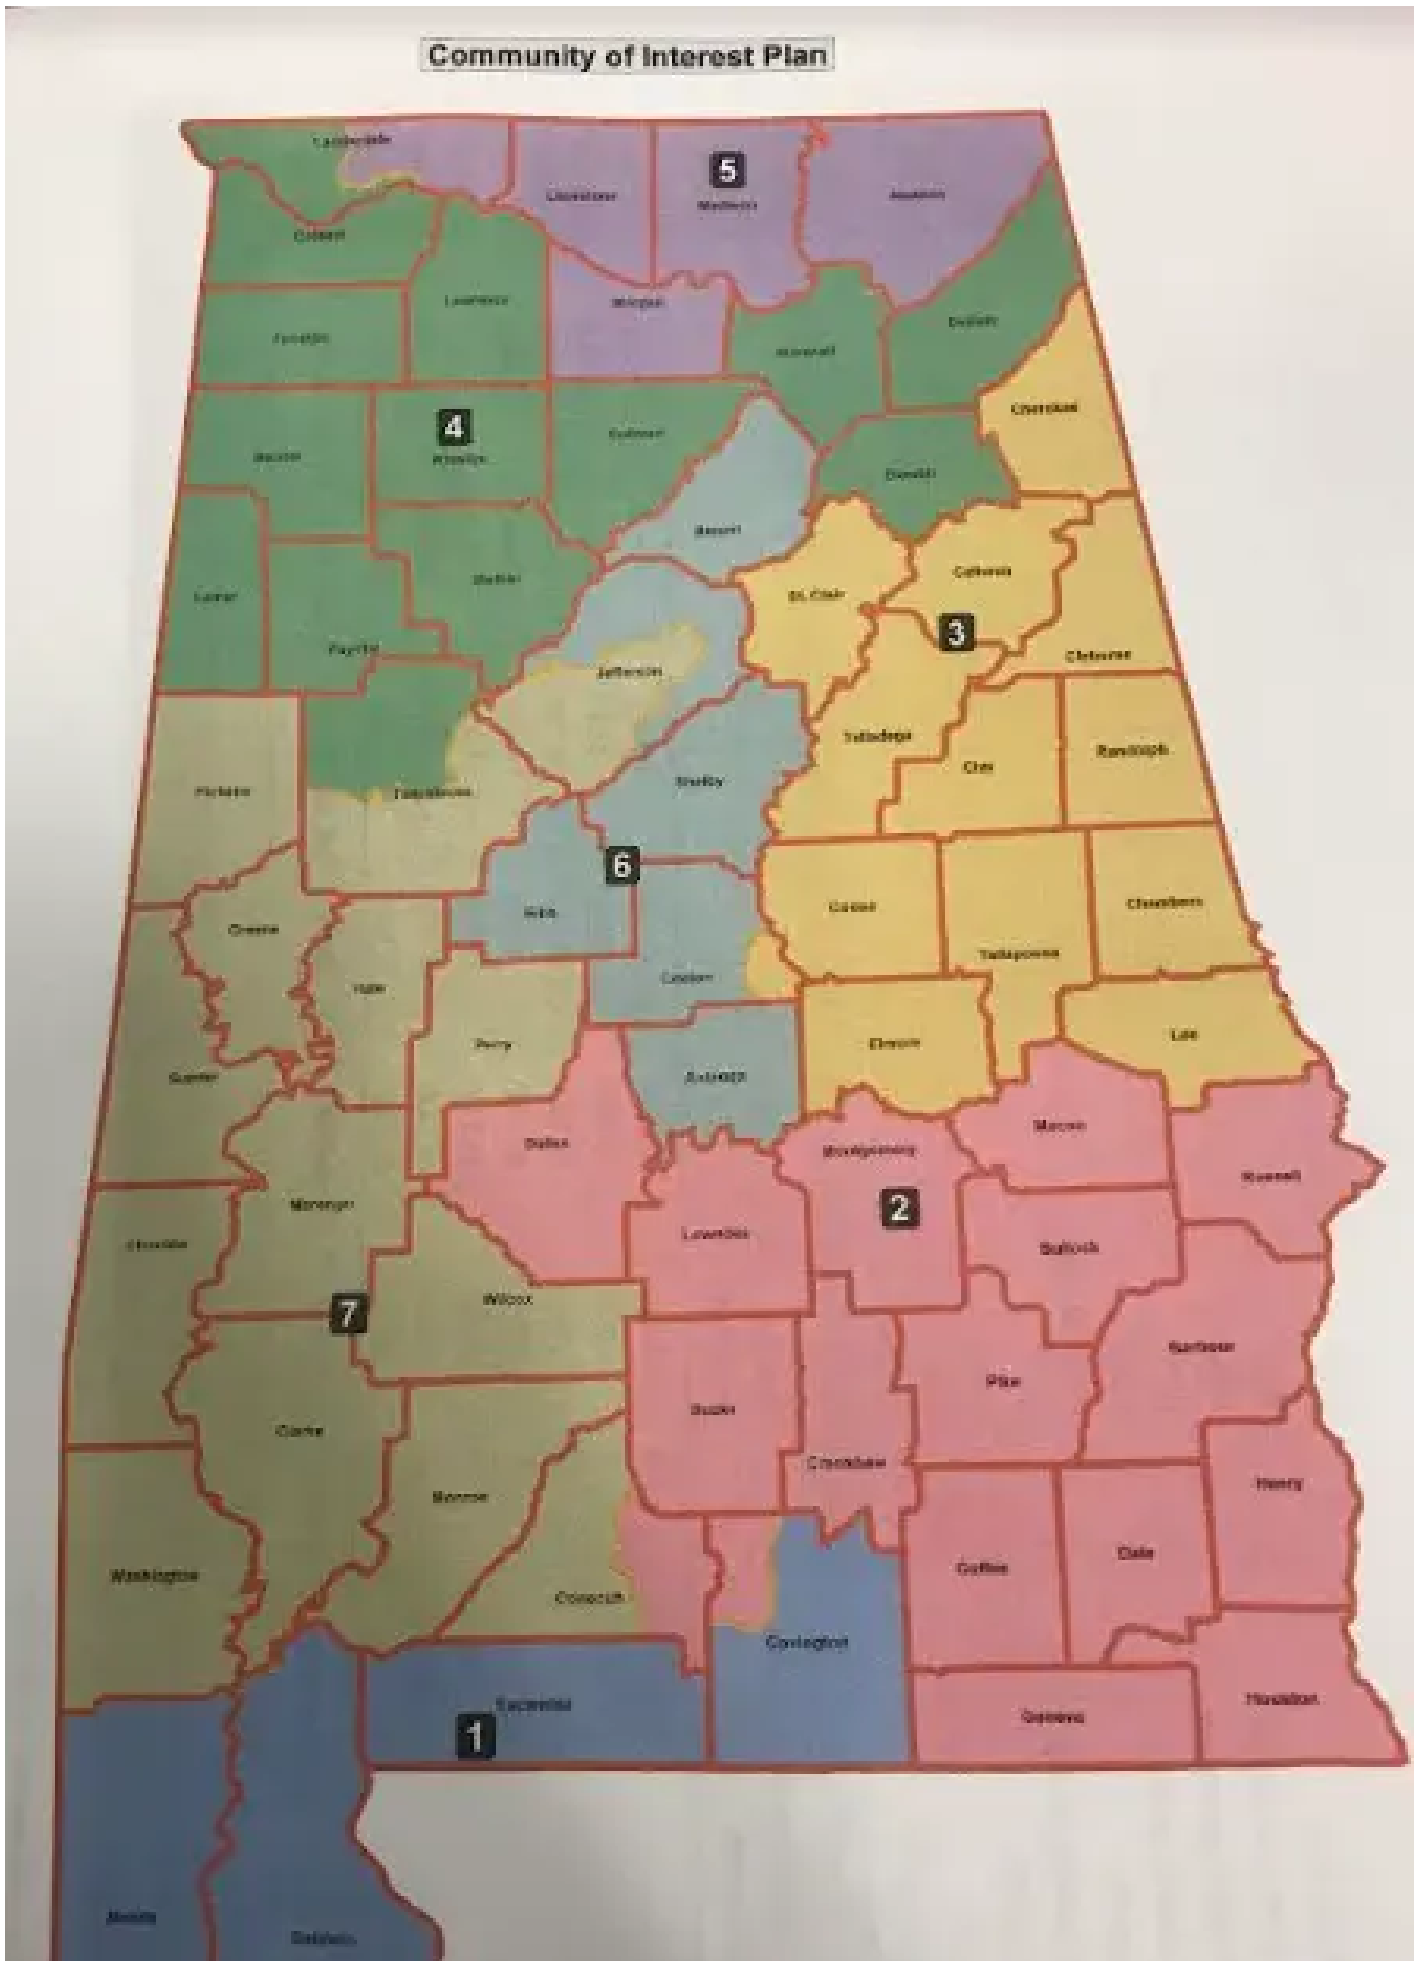 Community of Interest Plan
Lauderdale
5
Limestone
Madison
Jackson
Colbert
Lawrence
Morgan
Franklin
Marshall
DeKalb
Cherokee
4
Marion
Winston
Cullman
Etowah
Blount
Lamar
Fayette
Walker
St. Clair
Calhoun
3
Cleburne
Jefferson
Pickens
Tuscaloosa
Shelby
Talladega
Clay
Randolph
6
Greene
Bibb
Coosa
Chambers
Tallapoosa
Hale
Chilton
Perry
Elmore
Lee
Sumter
Autauga
Dallas
Montgomery
Macon
Russell
Marengo
2
Lowndes
Bullock
Choctaw
Wilcox
7
Pike
Barbour
Clarke
Butler
Crenshaw
Henry
Monroe
Washington
Conecuh
Coffee
Dale
Covington
Escambia
1
Geneva
Houston
Mobile
Baldwin